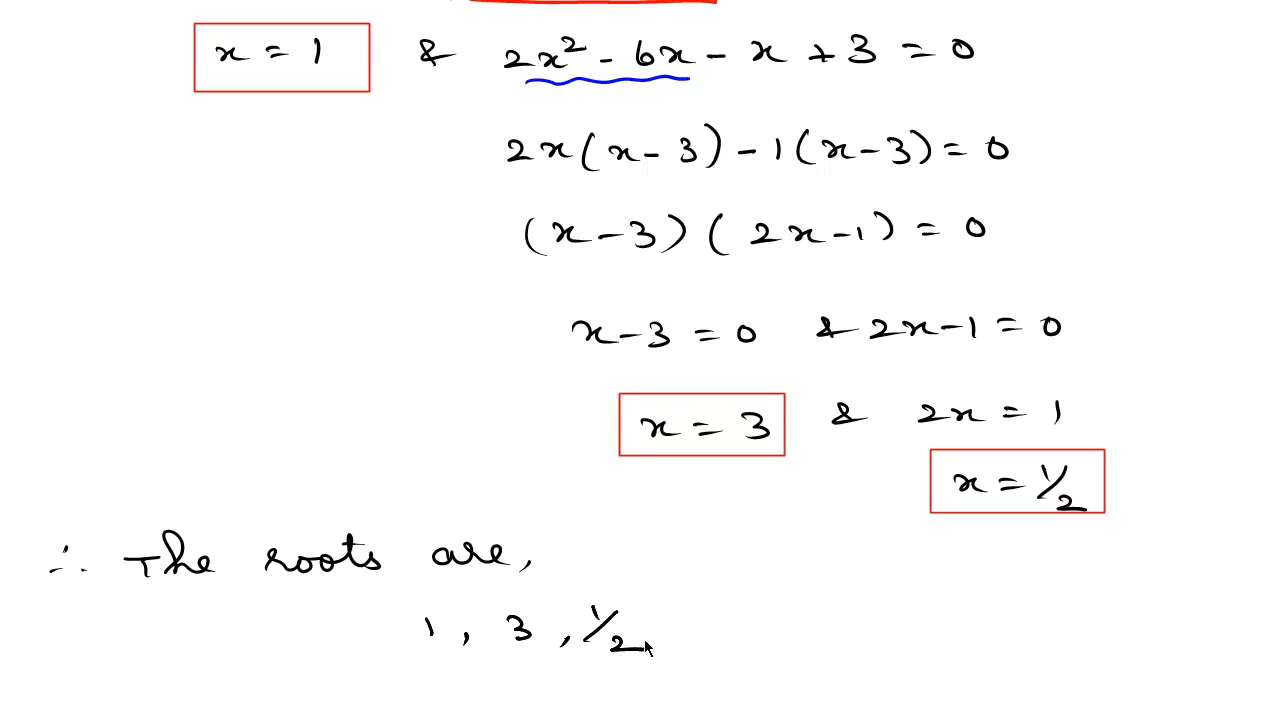 x = 1 & 2x² - 6x - x + 3 = 0
2x(x-3) - 1(x-3) = 0
(x-3)(2x-1) = 0
x-3 = 0 & 2x-1 = 0
x = 3 & 2x = 1
x = 1/2
∴ The roots are,
1, 3, 1/2